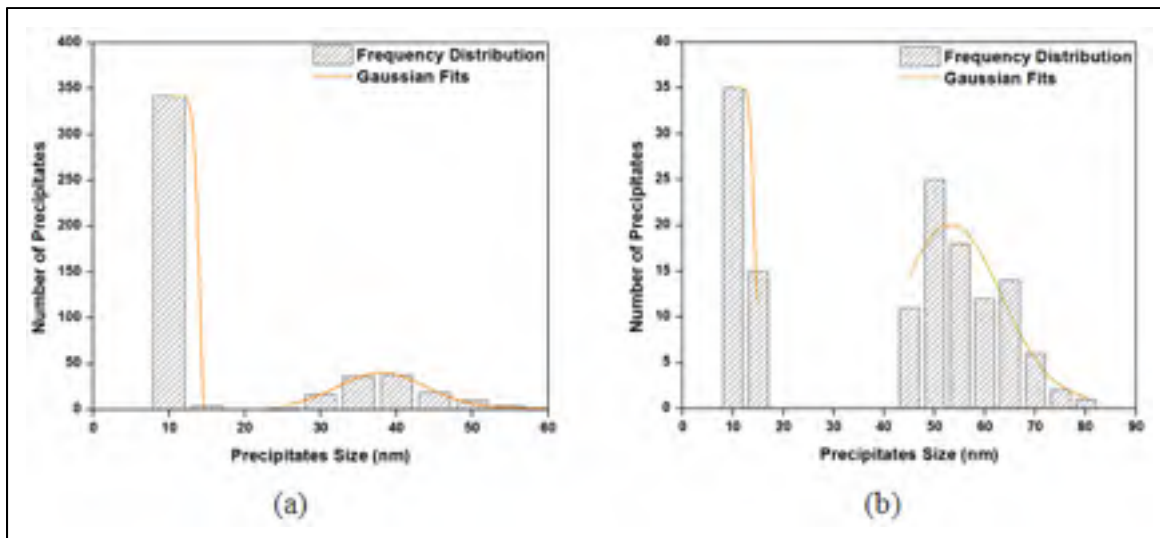 400
350
300
250
200
150
100
50
0
Number of Precipitates
Frequency Distribution
Gaussian Fits
0 10 20 30 40 50 60
Precipitates Size (nm)
(a)
40
35
30
25
20
15
10
5
0
Number of Precipitates
Frequency Distribution
Gaussian Fits
0 10 20 30 40 50 60 70 80 90
Precipitates Size (nm)
(b)